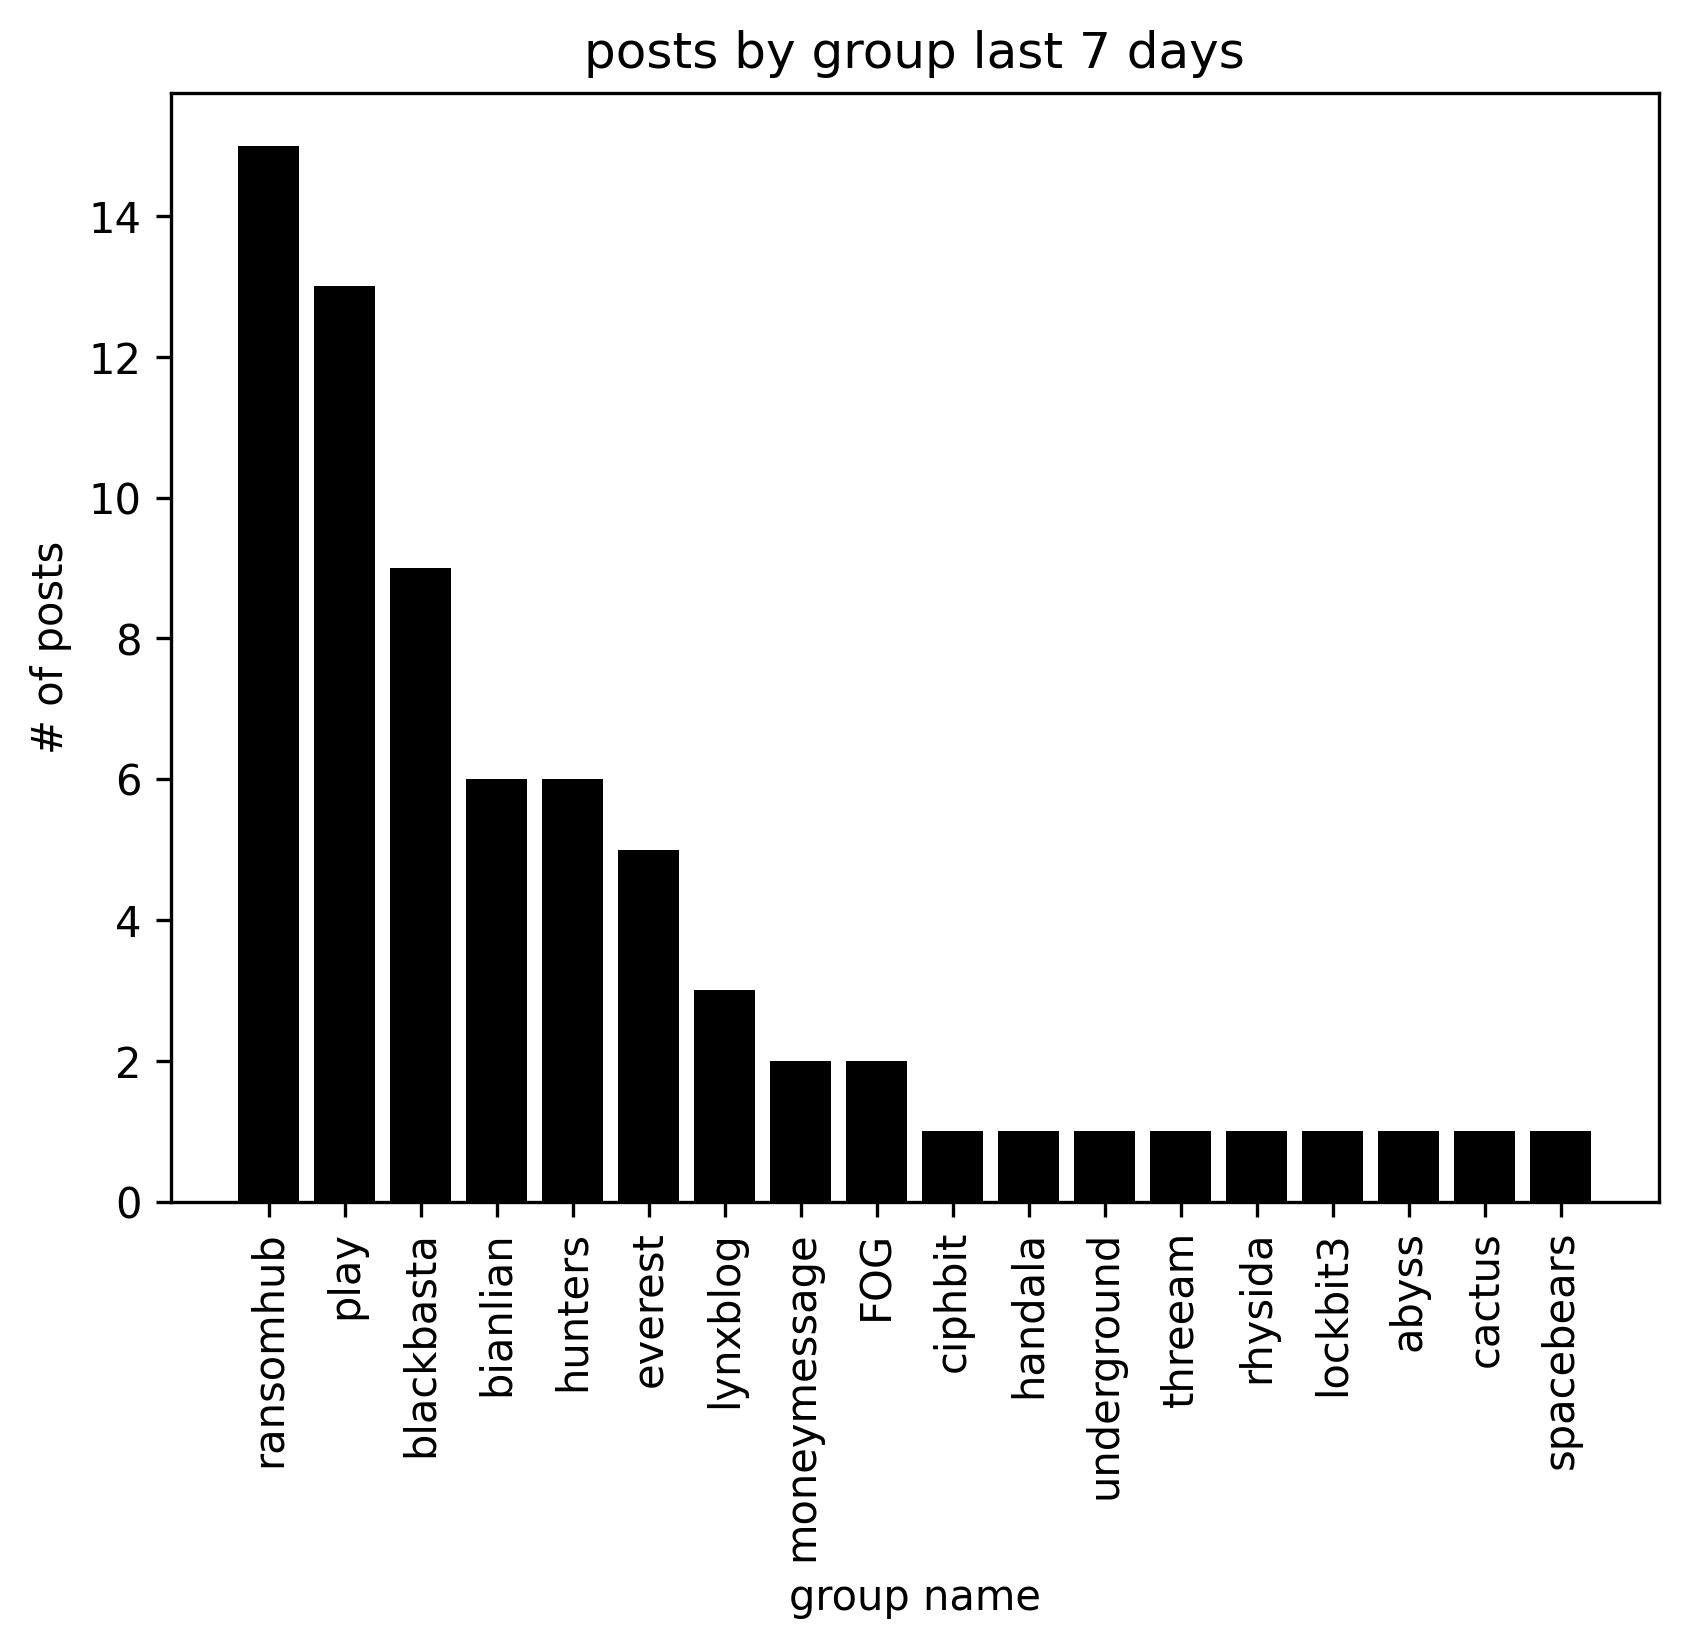 posts by group last 7 days
# of posts
14
12
10
8
6
4
2
0
ransomhub
play
blackbasta
bianlian
hunters
everest
lynxblog
moneymessage
FOG
ciphbit
handala
underground
threeam
rhysida
lockbit3
abyss
cactus
spacebears
group name